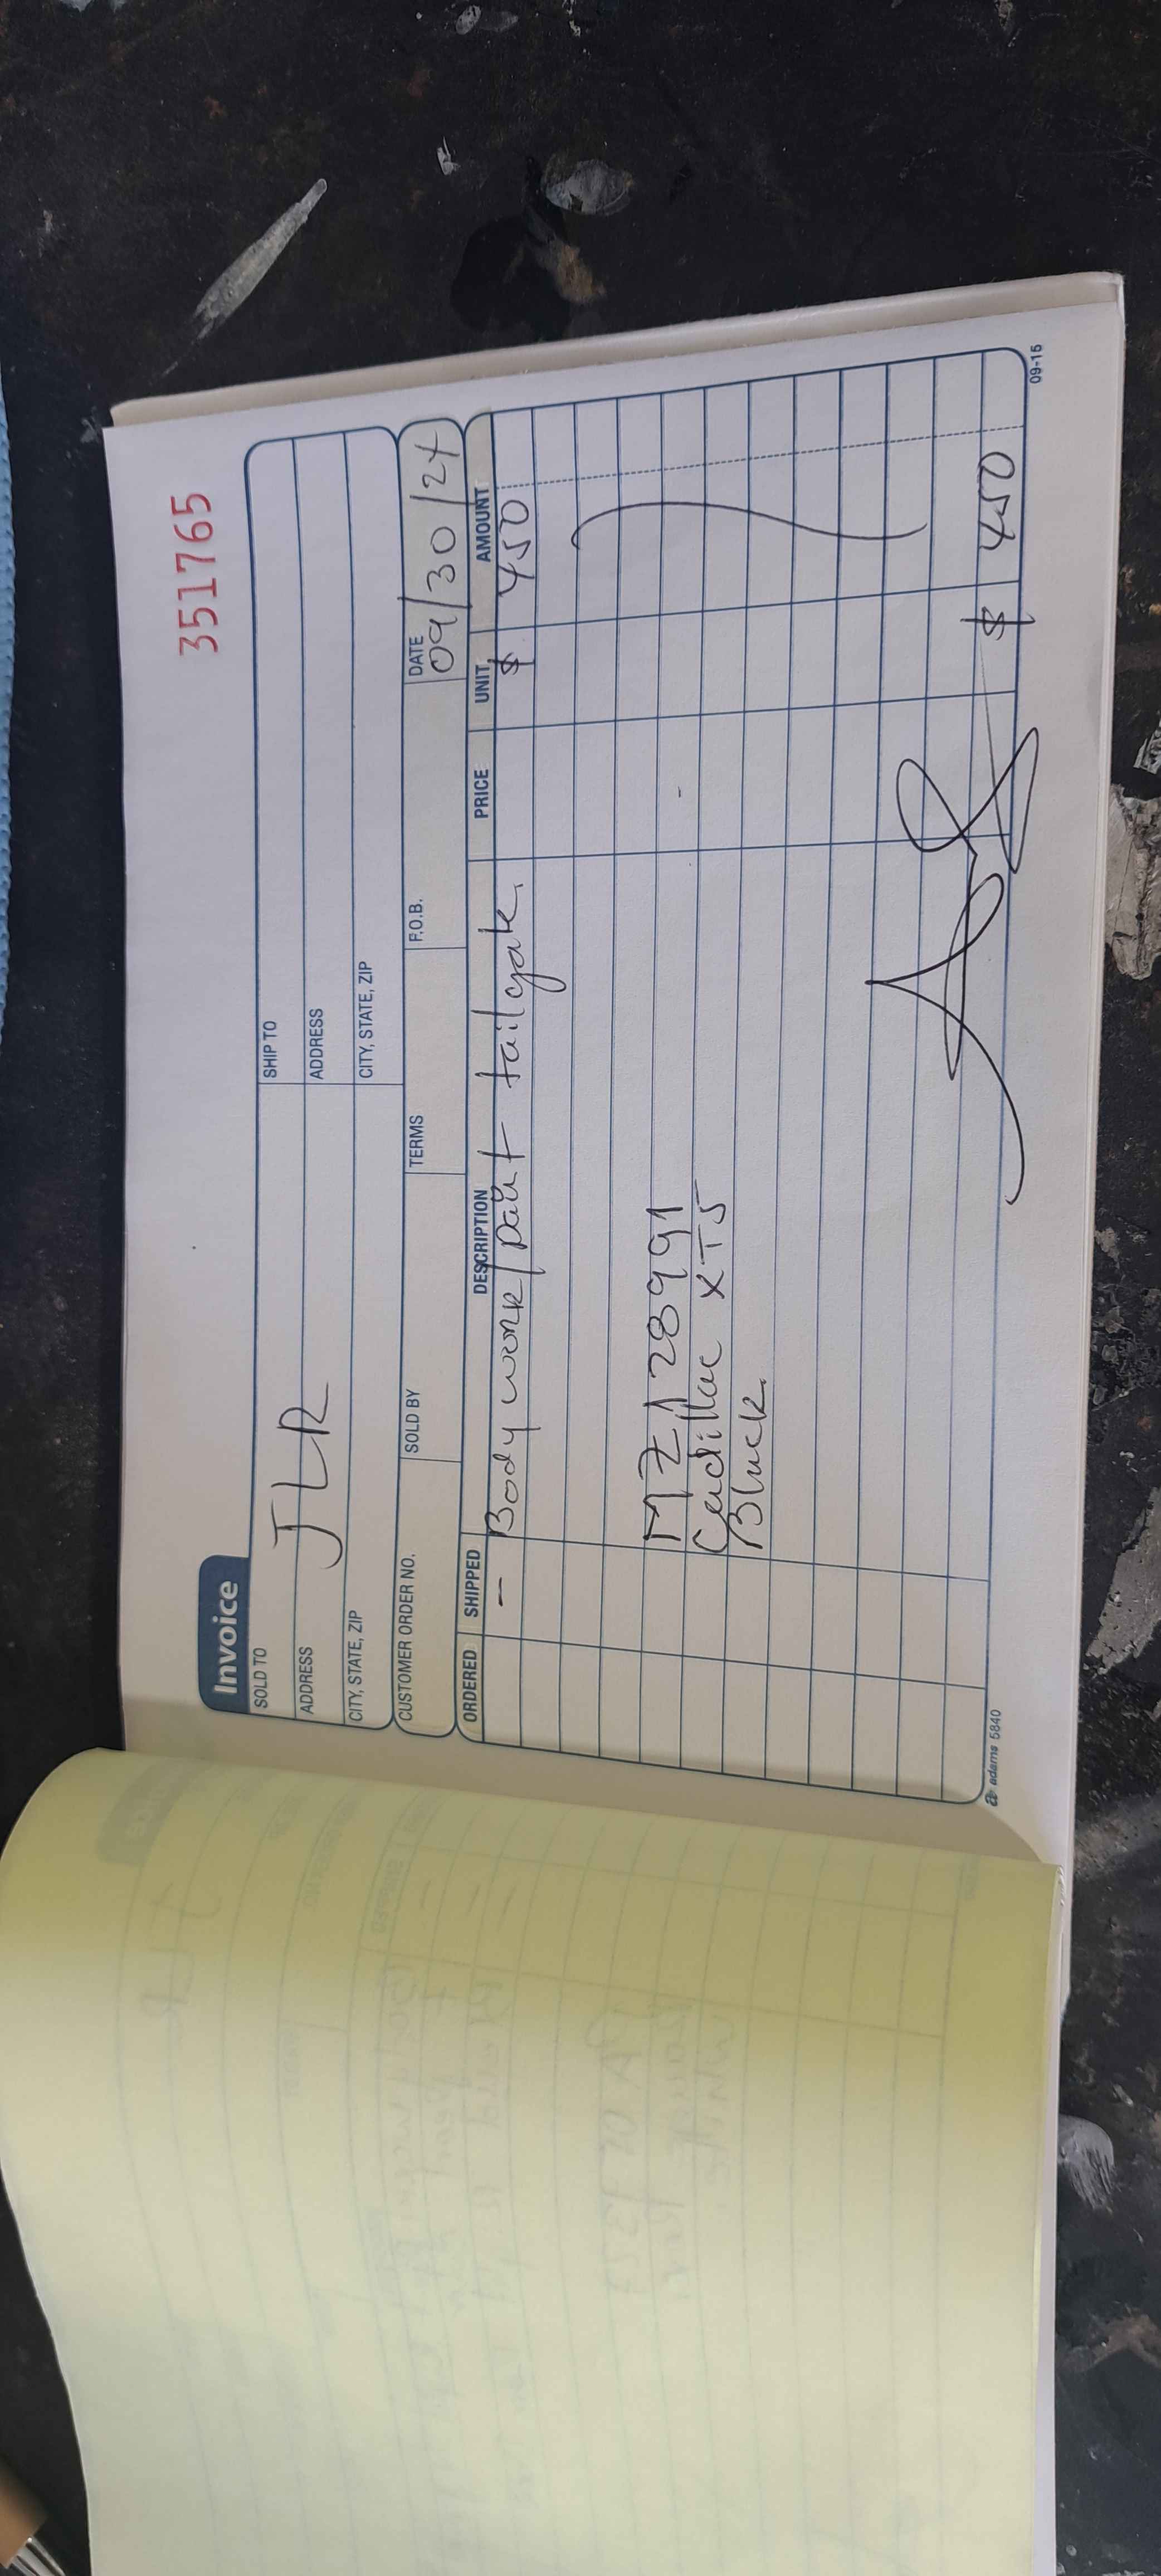 351765
Invoice
SOLD TO JLR SHIP TO
ADDRESS ADDRESS
CITY, STATE, ZIP CITY, STATE, ZIP
CUSTOMER ORDER NO. SOLD BY TERMS F.O.B. DATE 09/30/24
ORDERED SHIPPED DESCRIPTION PRICE UNIT AMOUNT
- Body work/paint tailgate. $ 450
MZ128991
Cadillac XT5
Black.
$ 450
adams 5840 09-15